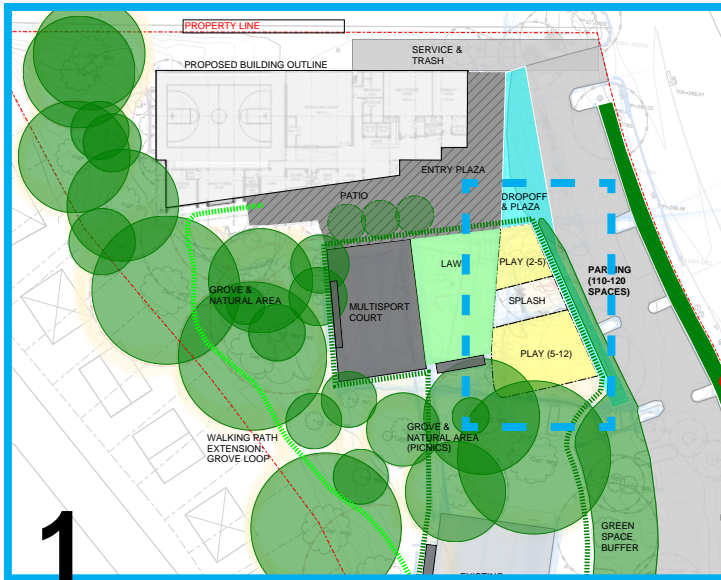 PROPERTY LINE
SERVICE &
TRASH
PROPOSED BUILDING OUTLINE
ENTRY PLAZA
PATIO
DROPOFF
& PLAZA
LAW
PLAY (2-5)
PARKING
(110-120
SPACES)
GROVE &
NATURAL AREA
SPLASH
MULTISPORT
COURT
PLAY (5-12)
GROVE &
NATURAL AREA
(PICNICS)
WALKING PATH
EXTENSION:
GROVE LOOP
GREEN
SPACE
BUFFER
1